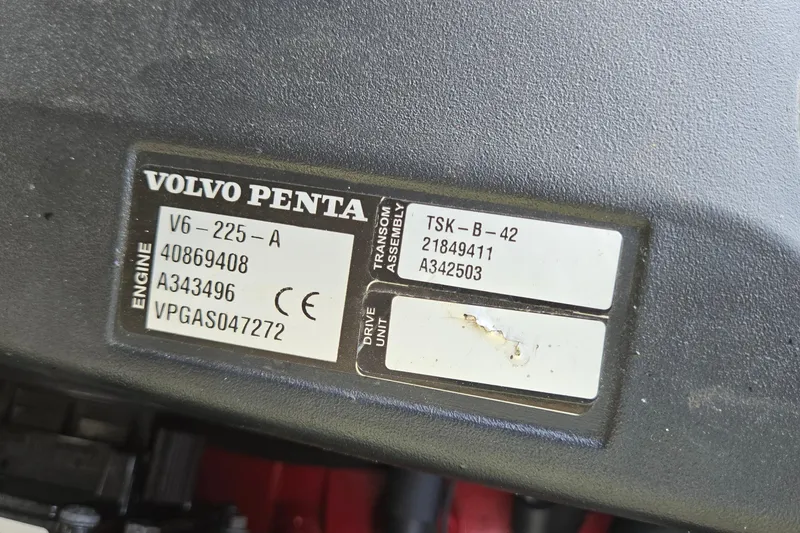 VOLVO PENTA
ENGINE
V6-225-A
40869408
A343496
CE
VPGAS047272
TRANSOM
ASSEMBLY
TSK-B-42
21849411
A342503
DRIVE
UNIT